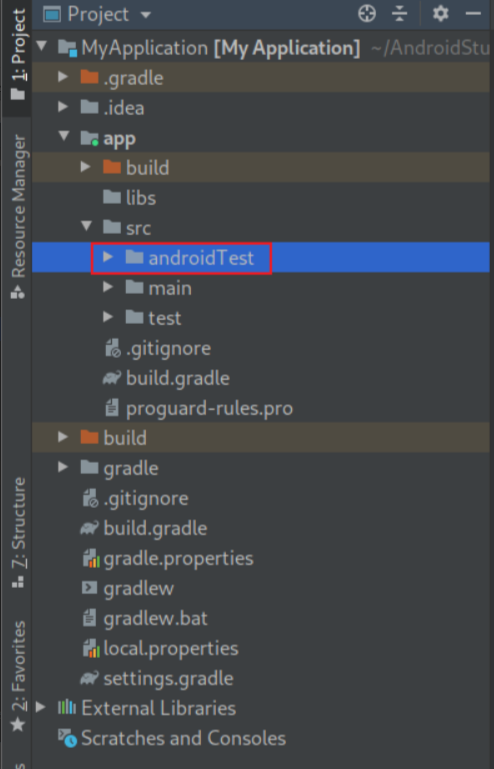 Project
MyApplication [My Application] ~/AndroidStu
.gradle
.idea
app
build
libs
src
androidTest
main
test
.gitignore
build.gradle
proguard-rules.pro
build
gradle
.gitignore
build.gradle
gradle.properties
gradlew
gradlew.bat
local.properties
settings.gradle
External Libraries
Scratches and Consoles
1: Project
Resource Manager
7: Structure
2: Favorites